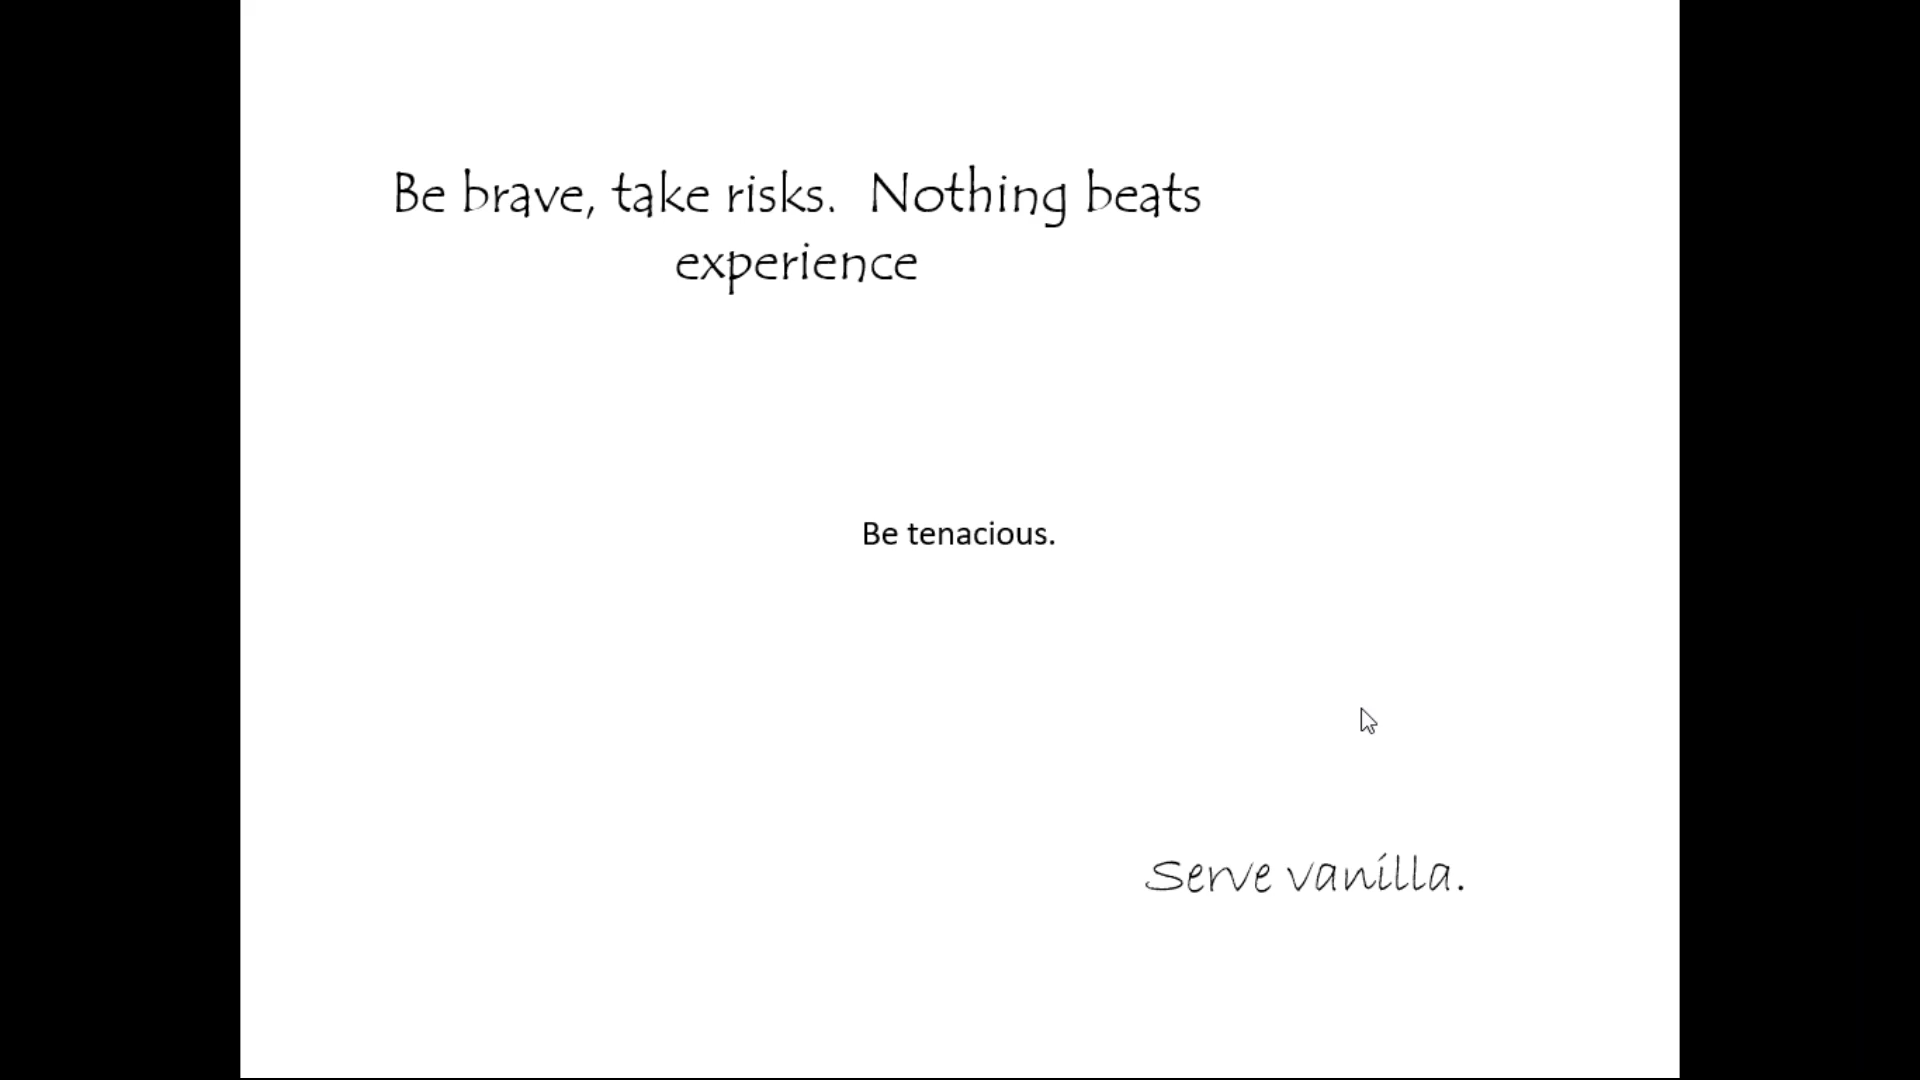 Be brave, take risks.  Nothing beats
experience
Be tenacious.
Serve vanilla.